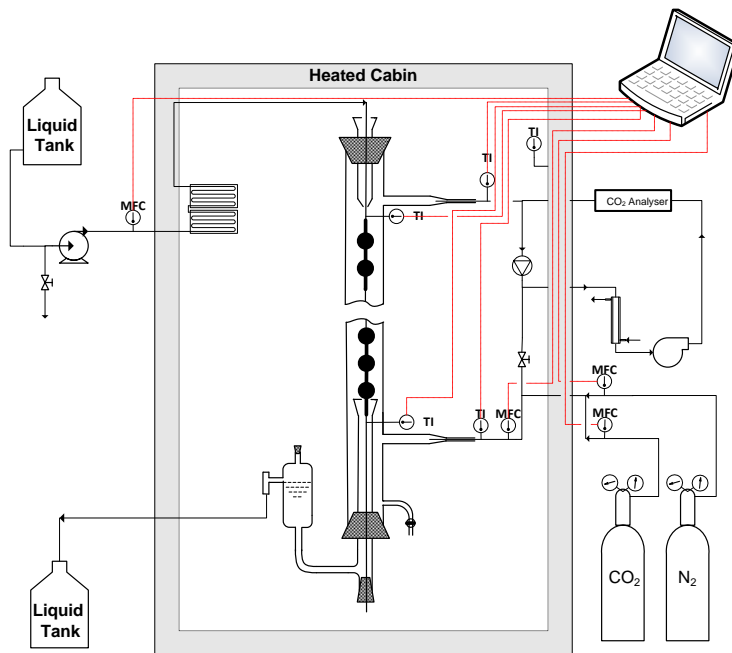 Heated Cabin
Liquid
Tank
MFC
TI
TI
TI
CO₂ Analyser
MFC
MFC
TI
TI
MFC
CO₂
N₂
Liquid
Tank